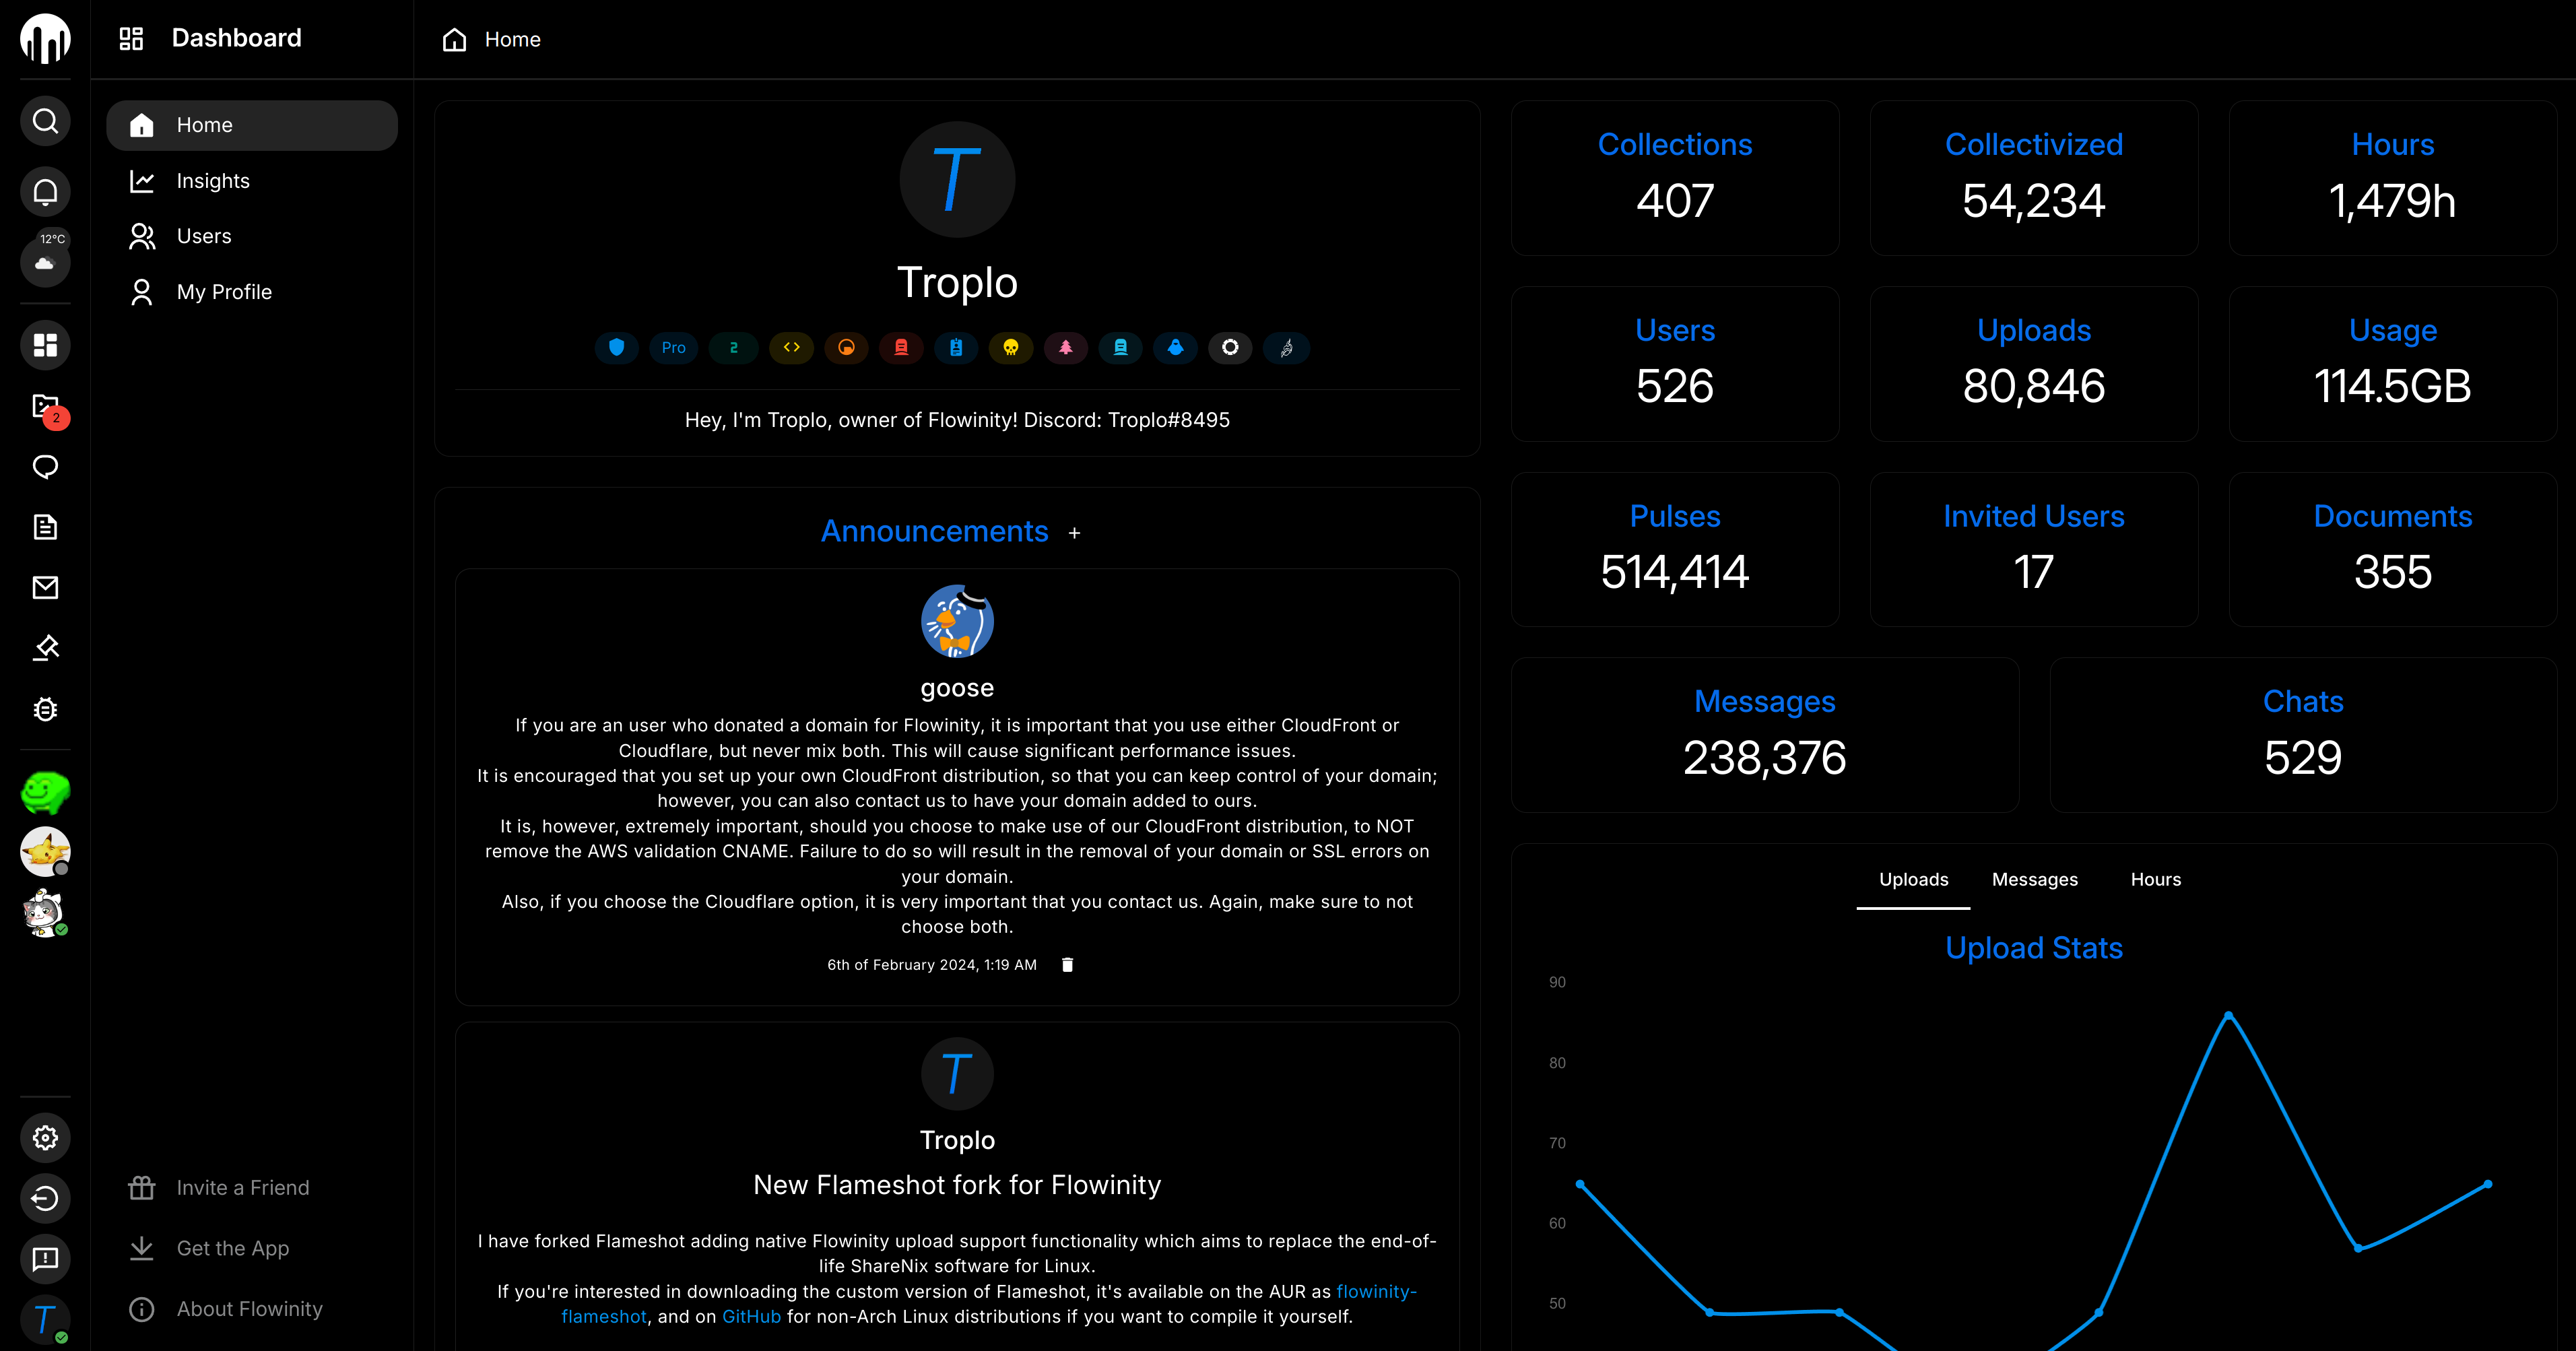 Dashboard
Home
12°C
2
Home
Insights
Users
My Profile
Invite a Friend
Get the App
About Flowinity
T
Troplo
Pro
2
Hey, I'm Troplo, owner of Flowinity! Discord: Troplo#8495
Announcements +
goose
If you are an user who donated a domain for Flowinity, it is important that you use either CloudFront or
Cloudflare, but never mix both. This will cause significant performance issues.
It is encouraged that you set up your own CloudFront distribution, so that you can keep control of your domain;
however, you can also contact us to have your domain added to ours.
It is, however, extremely important, should you choose to make use of our CloudFront distribution, to NOT
remove the AWS validation CNAME. Failure to do so will result in the removal of your domain or SSL errors on
your domain.
Also, if you choose the Cloudflare option, it is very important that you contact us. Again, make sure to not
choose both.
6th of February 2024, 1:19 AM
T
Troplo
New Flameshot fork for Flowinity
I have forked Flameshot adding native Flowinity upload support functionality which aims to replace the end-of-
life ShareNix software for Linux.
If you're interested in downloading the custom version of Flameshot, it's available on the AUR as flowinity-
flameshot, and on GitHub for non-Arch Linux distributions if you want to compile it yourself.
Collections
407
Collectivized
54,234
Hours
1,479h
Users
526
Uploads
80,846
Usage
114.5GB
Pulses
514,414
Invited Users
17
Documents
355
Messages
238,376
Chats
529
Uploads Messages Hours
Upload Stats
90
80
70
60
50
T